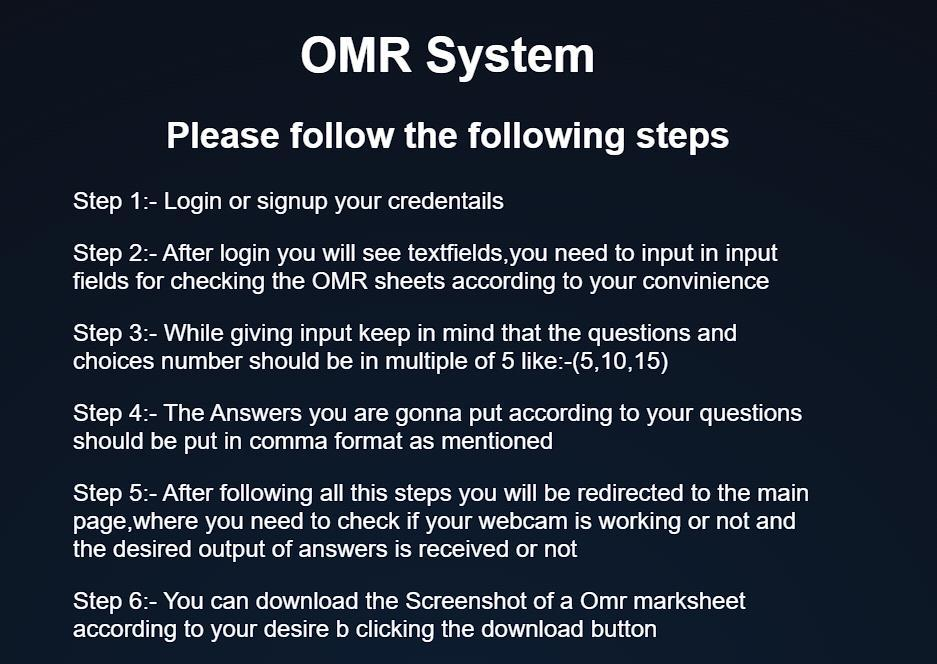 OMR System
Please follow the following steps
Step 1:- Login or signup your credentails
Step 2:- After login you will see textfields,you need to input in input
fields for checking the OMR sheets according to your convinience
Step 3:- While giving input keep in mind that the questions and
choices number should be in multiple of 5 like:-(5,10,15)
Step 4:- The Answers you are gonna put according to your questions
should be put in comma format as mentioned
Step 5:- After following all this steps you will be redirected to the main
page,where you need to check if your webcam is working or not and
the desired output of answers is received or not
Step 6:- You can download the Screenshot of a Omr marksheet
according to your desire b clicking the download button